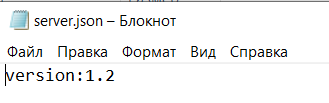 server.json – Блокнот
Файл Правка Формат Вид Справка
version:1.2